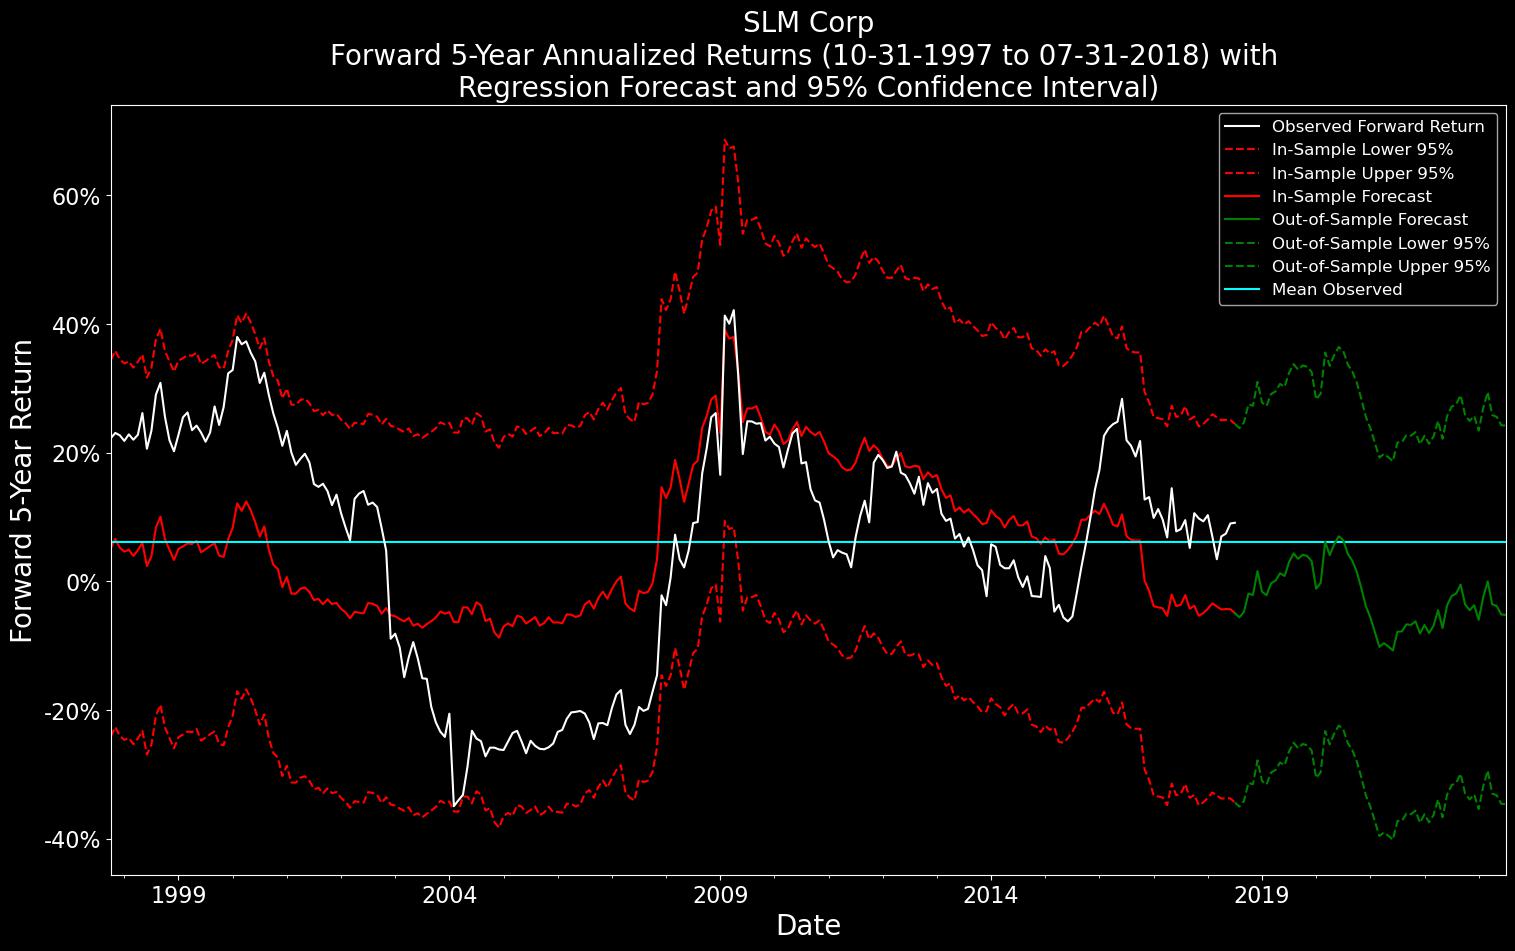 SLM Corp
Forward 5-Year Annualized Returns (10-31-1997 to 07-31-2018) with
Regression Forecast and 95% Confidence Interval)
Observed Forward Return
In-Sample Lower 95%
In-Sample Upper 95%
In-Sample Forecast
Out-of-Sample Forecast
Out-of-Sample Lower 95%
Out-of-Sample Upper 95%
Mean Observed
Forward 5-Year Return
60%
40%
20%
0%
-20%
-40%
1999
2004
2009
2014
2019
Date